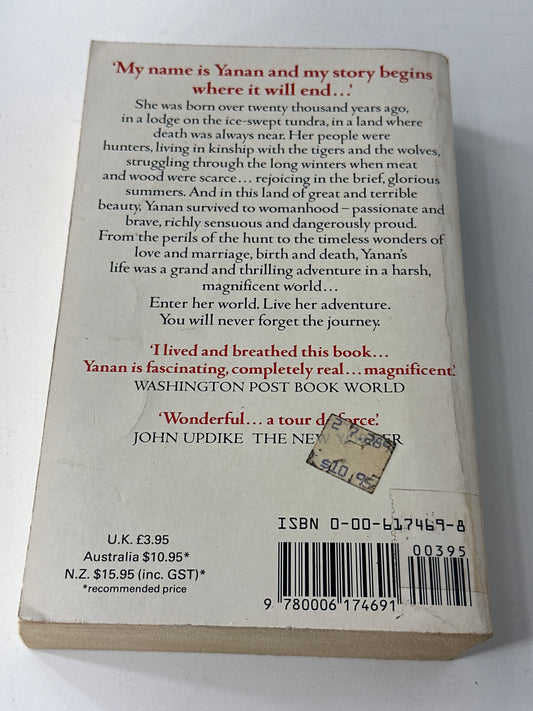 'My name is Yanan and my story begins
where it will end...'
She was born over twenty thousand years ago,
in a lodge on the ice-swept tundra, in a land where
death was always near. Her people were
hunters, living in kinship with the tigers and the wolves,
struggling through the long winters when meat
and wood were scarce... rejoicing in the brief, glorious
summers. And in this land of great and terrible
beauty, Yanan survived to womanhood – passionate and
brave, richly sensuous and dangerously proud.
From the perils of the hunt to the timeless wonders of
love and marriage, birth and death, Yanan's
life was a grand and thrilling adventure in a harsh,
magnificent world...
Enter her world. Live her adventure.
You will never forget the journey.
'I lived and breathed this book...
Yanan is fascinating, completely real... magnificent.'
WASHINGTON POST BOOK WORLD
'Wonderful... a tour de force.'
JOHN UPDIKE THE NEW
$10.95
ISBN 0-00-617469-8
U.K. £3.95
Australia $10.95*
N.Z. $15.95 (inc. GST)*
*recommended price
00395
9 780006 174691